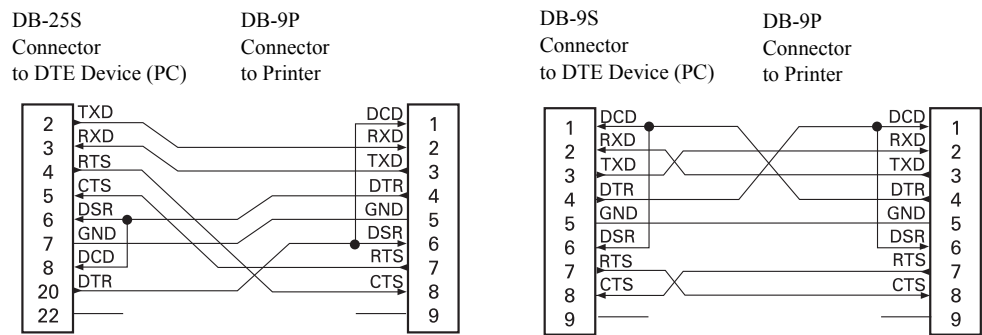 DB-25S
Connector
to DTE Device (PC)
DB-9P
Connector
to Printer
2 TXD
3 RXD
4 RTS
5 CTS
6 DSR
7 GND
8 DCD
20 DTR
22
DCD 1
RXD 2
TXD 3
DTR 4
GND 5
DSR 6
RTS 7
CTS 8
9
DB-9S
Connector
to DTE Device (PC)
DB-9P
Connector
to Printer
1 DCD
2 RXD
3 TXD
4 DTR
5 GND
6 DSR
7 RTS
8 CTS
9
DCD 1
RXD 2
TXD 3
DTR 4
GND 5
DSR 6
RTS 7
CTS 8
9